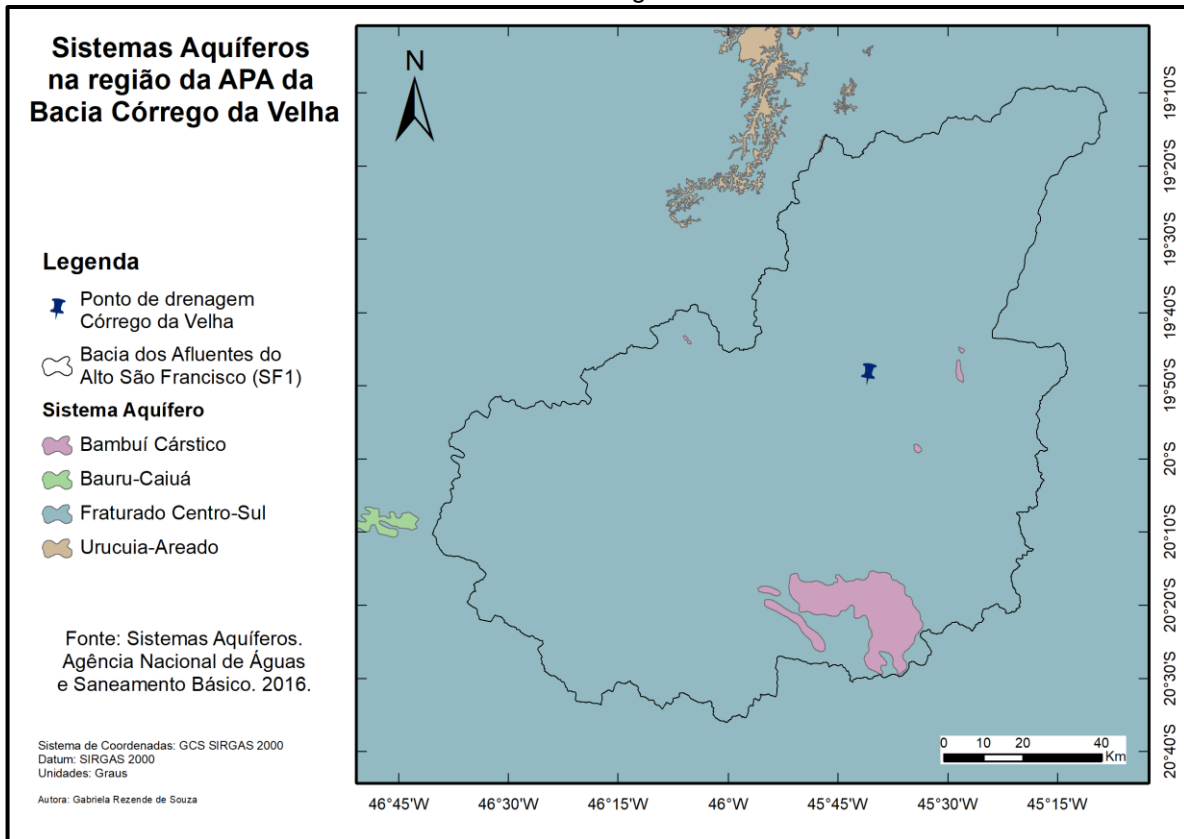 Sistemas Aquíferos
na região da APA da
Bacia Córrego da Velha
N
Legenda
Ponto de drenagem
Córrego da Velha
Bacia dos Afluentes do
Alto São Francisco (SF1)
Sistema Aquífero
Bambuí Cárstico
Bauru-Caiuá
Fraturado Centro-Sul
Urucuia-Areado
Fonte: Sistemas Aquíferos.
Agência Nacional de Águas
e Saneamento Básico. 2016.
Sistema de Coordenadas: GCS SIRGAS 2000
Datum: SIRGAS 2000
Unidades: Graus
Autora: Gabriela Rezende de Souza
19°10'S
19°20'S
19°30'S
19°40'S
19°50'S
20°S
20°10'S
20°20'S
20°30'S
20°40'S
0 10 20 40
Km
46°45'W 46°30'W 46°15'W 46°W 45°45'W 45°30'W 45°15'W